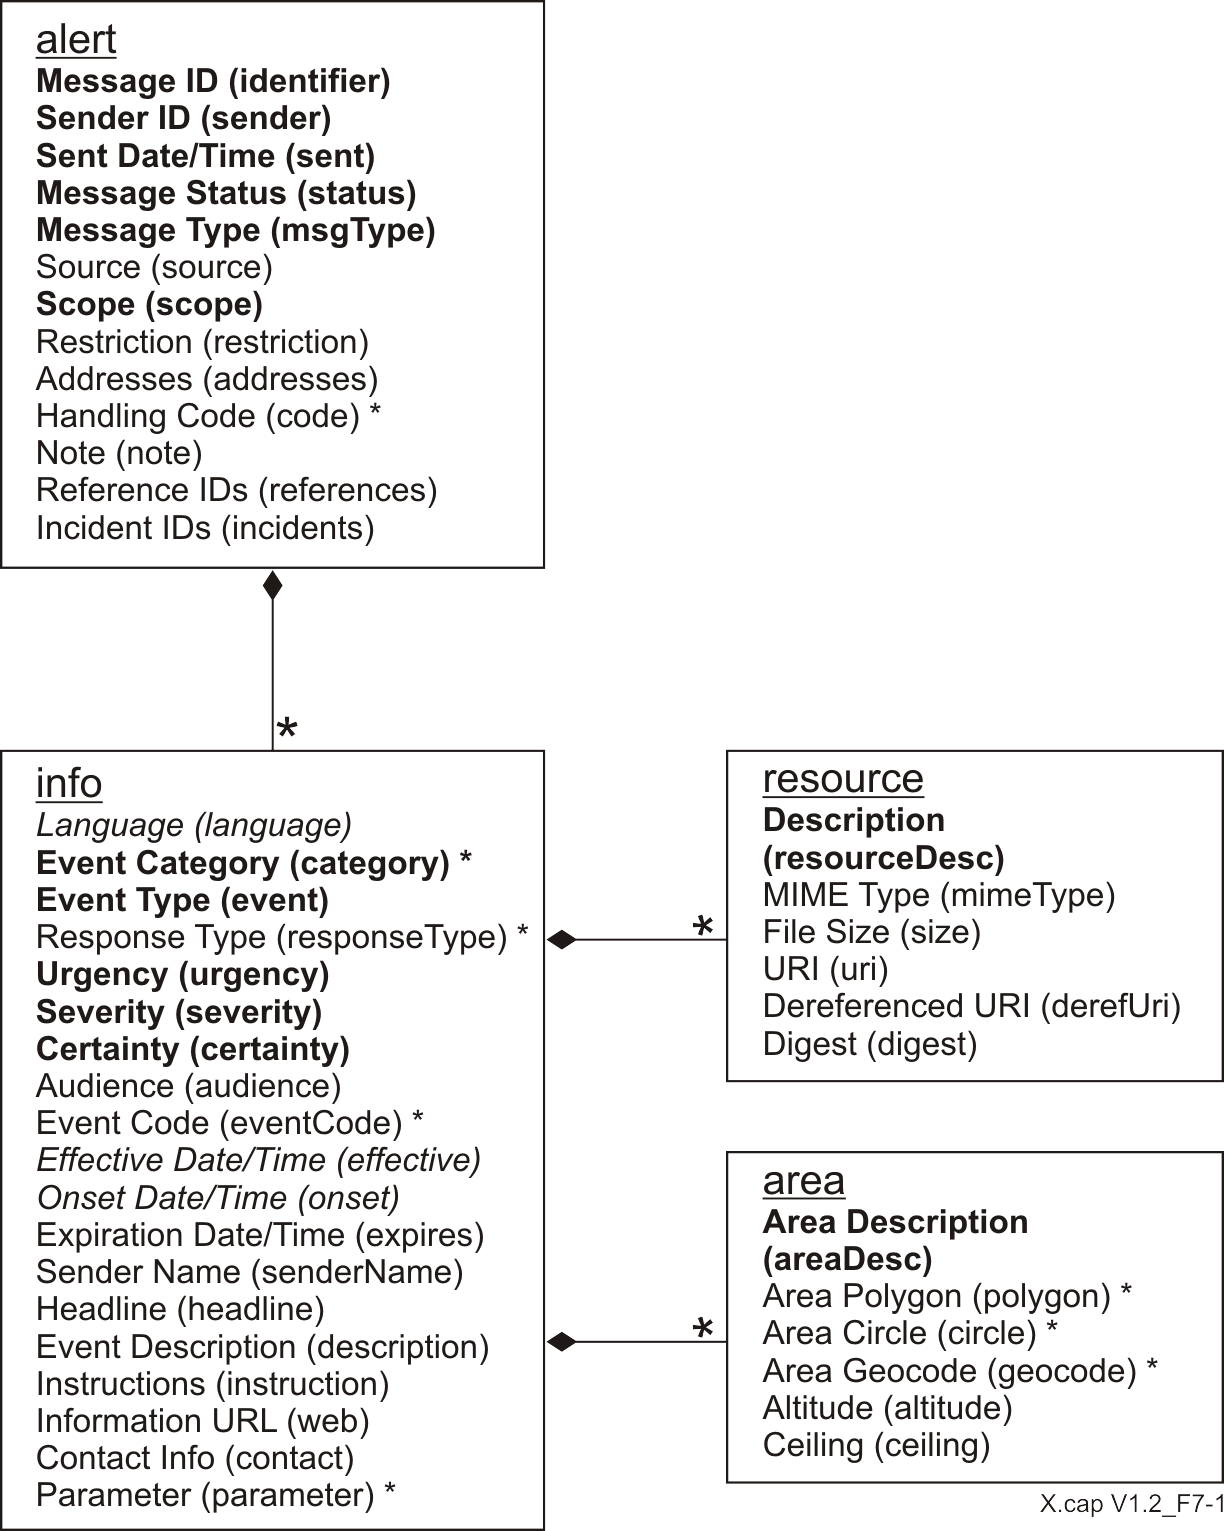 alert
Message ID (identifier)
Sender ID (sender)
Sent Date/Time (sent)
Message Status (status)
Message Type (msgType)
Source (source)
Scope (scope)
Restriction (restriction)
Addresses (addresses)
Handling Code (code) *
Note (note)
Reference IDs (references)
Incident IDs (incidents)
*
info
Language (language)
Event Category (category) *
Event Type (event)
Response Type (responseType) *
Urgency (urgency)
Severity (severity)
Certainty (certainty)
Audience (audience)
Event Code (eventCode) *
Effective Date/Time (effective)
Onset Date/Time (onset)
Expiration Date/Time (expires)
Sender Name (senderName)
Headline (headline)
Event Description (description)
Instructions (instruction)
Information URL (web)
Contact Info (contact)
Parameter (parameter) *
*
resource
Description
(resourceDesc)
MIME Type (mimeType)
File Size (size)
URI (uri)
Dereferenced URI (derefUri)
Digest (digest)
*
area
Area Description
(areaDesc)
Area Polygon (polygon) *
Area Circle (circle) *
Area Geocode (geocode) *
Altitude (altitude)
Ceiling (ceiling)
X.cap V1.2_F7-1